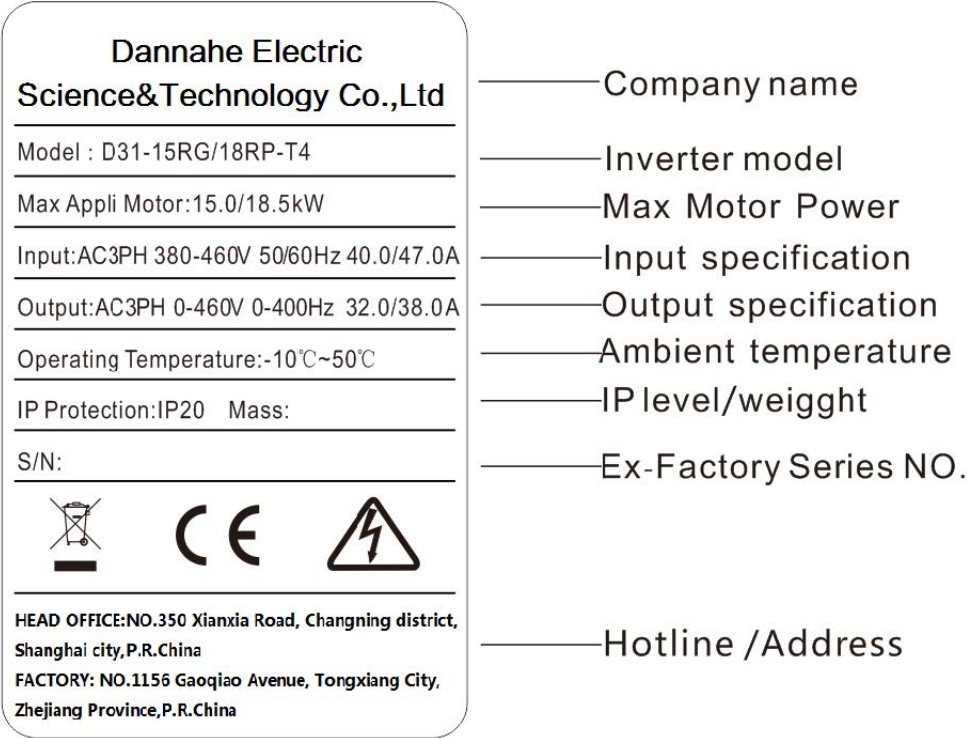 Dannahe Electric
Science&Technology Co.,Ltd
Company name
Model : D31-15RG/18RP-T4
Inverter model
Max Appli Motor:15.0/18.5kW
Max Motor Power
Input:AC3PH 380-460V 50/60Hz 40.0/47.0A
Input specification
Output:AC3PH 0-460V 0-400Hz 32.0/38.0A
Output specification
Operating Temperature:-10℃~50℃
Ambient temperature
IP Protection:IP20 Mass:
IP level/weigght
S/N:
Ex-Factory Series NO.
CE
HEAD OFFICE:NO.350 Xianxia Road, Changning district,
Shanghai city,P.R.China
FACTORY: NO.1156 Gaoqiao Avenue, Tongxiang City,
Zhejiang Province,P.R.China
Hotline /Address